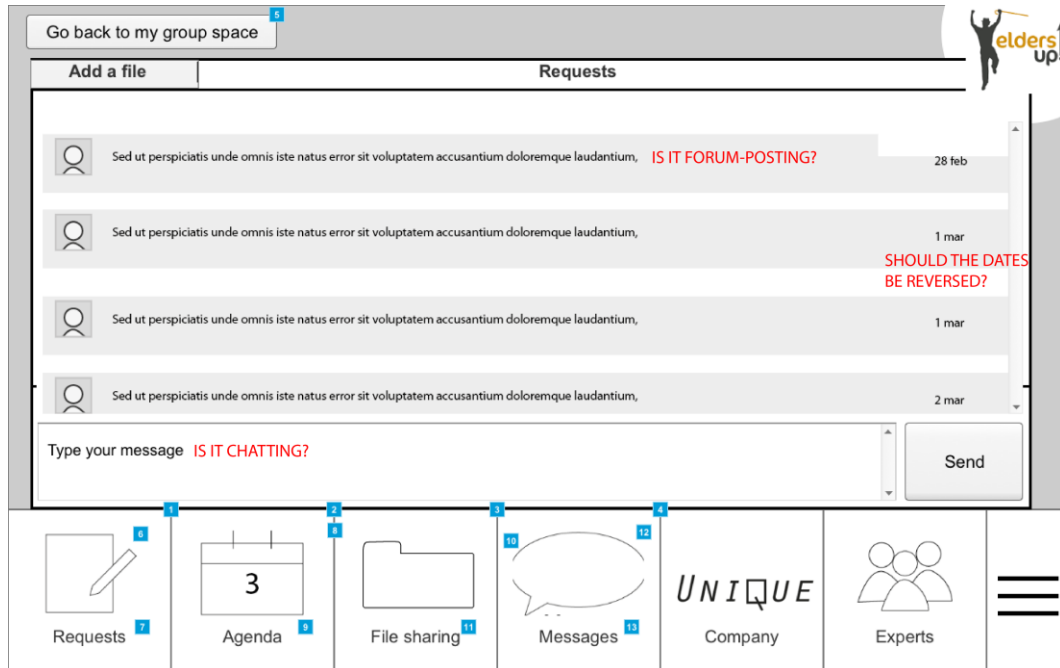 5
Go back to my group space
elders
up
Add a file
Requests
Sed ut perspiciatis unde omnis iste natus error sit voluptatem accusantium doloremque laudantium, IS IT FORUM-POSTING?
28 feb
Sed ut perspiciatis unde omnis iste natus error sit voluptatem accusantium doloremque laudantium,
1 mar
SHOULD THE DATES
BE REVERSED?
Sed ut perspiciatis unde omnis iste natus error sit voluptatem accusantium doloremque laudantium,
1 mar
Sed ut perspiciatis unde omnis iste natus error sit voluptatem accusantium doloremque laudantium,
2 mar
Type your message IS IT CHATTING?
Send
1
2
3
4
6
8
10
12
3
UNIQUE
Requests
7
Agenda
9
File sharing
11
Messages
13
Company
Experts